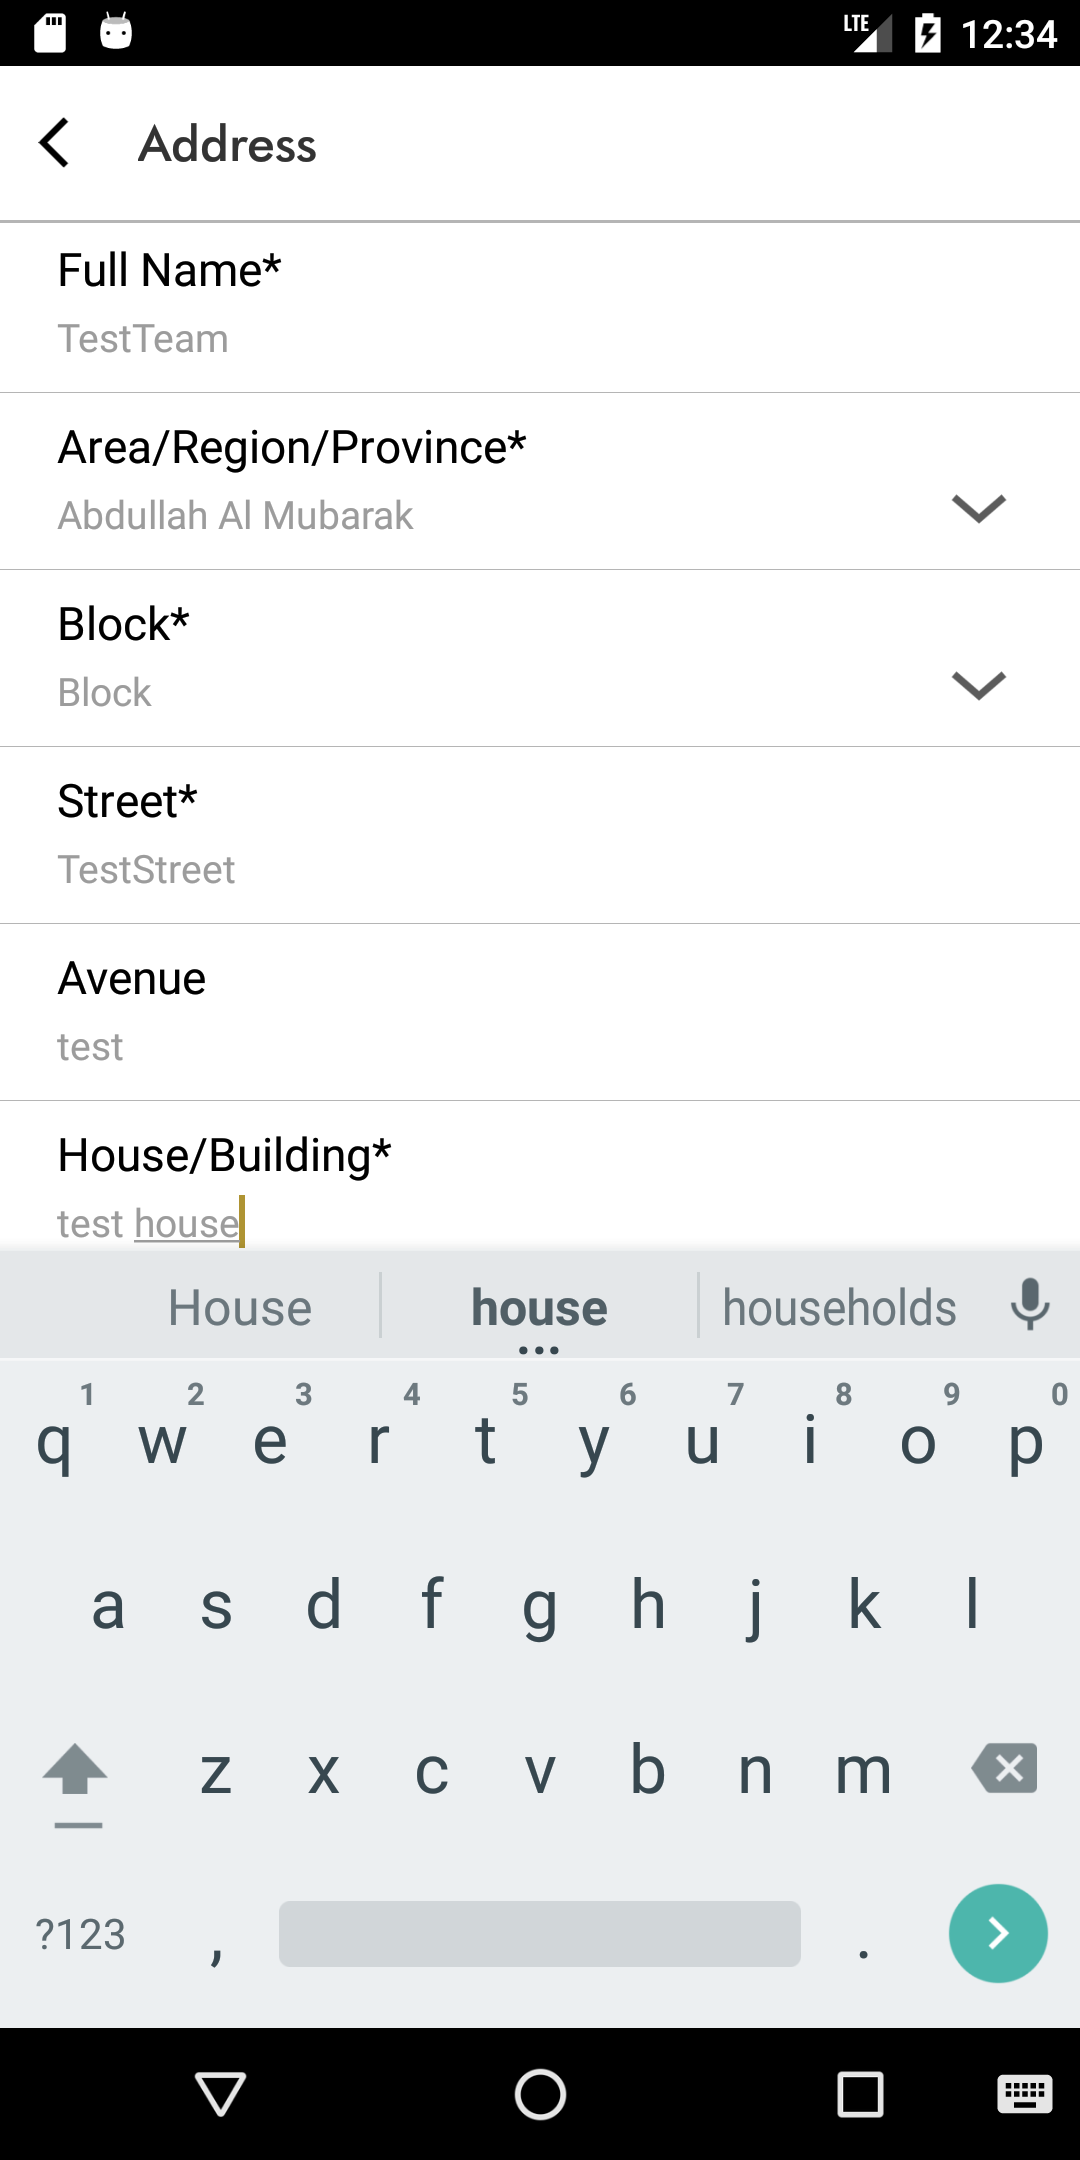 LTE 12:34
Address
Full Name*
TestTeam
Area/Region/Province*
Abdullah Al Mubarak
Block*
Block
Street*
TestStreet
Avenue
test
House/Building*
test house
House house households
1 2 3 4 5 6 7 8 9 0
q w e r t y u i o p
a s d f g h j k l
z x c v b n m
?123 , .